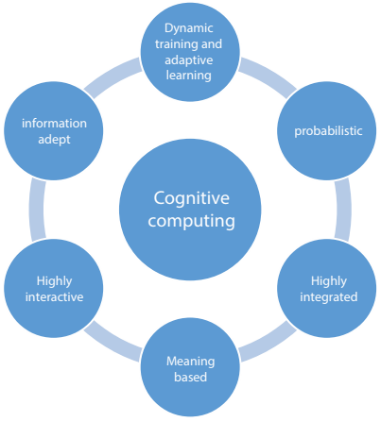 Dynamic
training and
adaptive
learning
probabilistic
Highly
integrated
Meaning
based
Highly
interactive
information
adept
Cognitive
computing